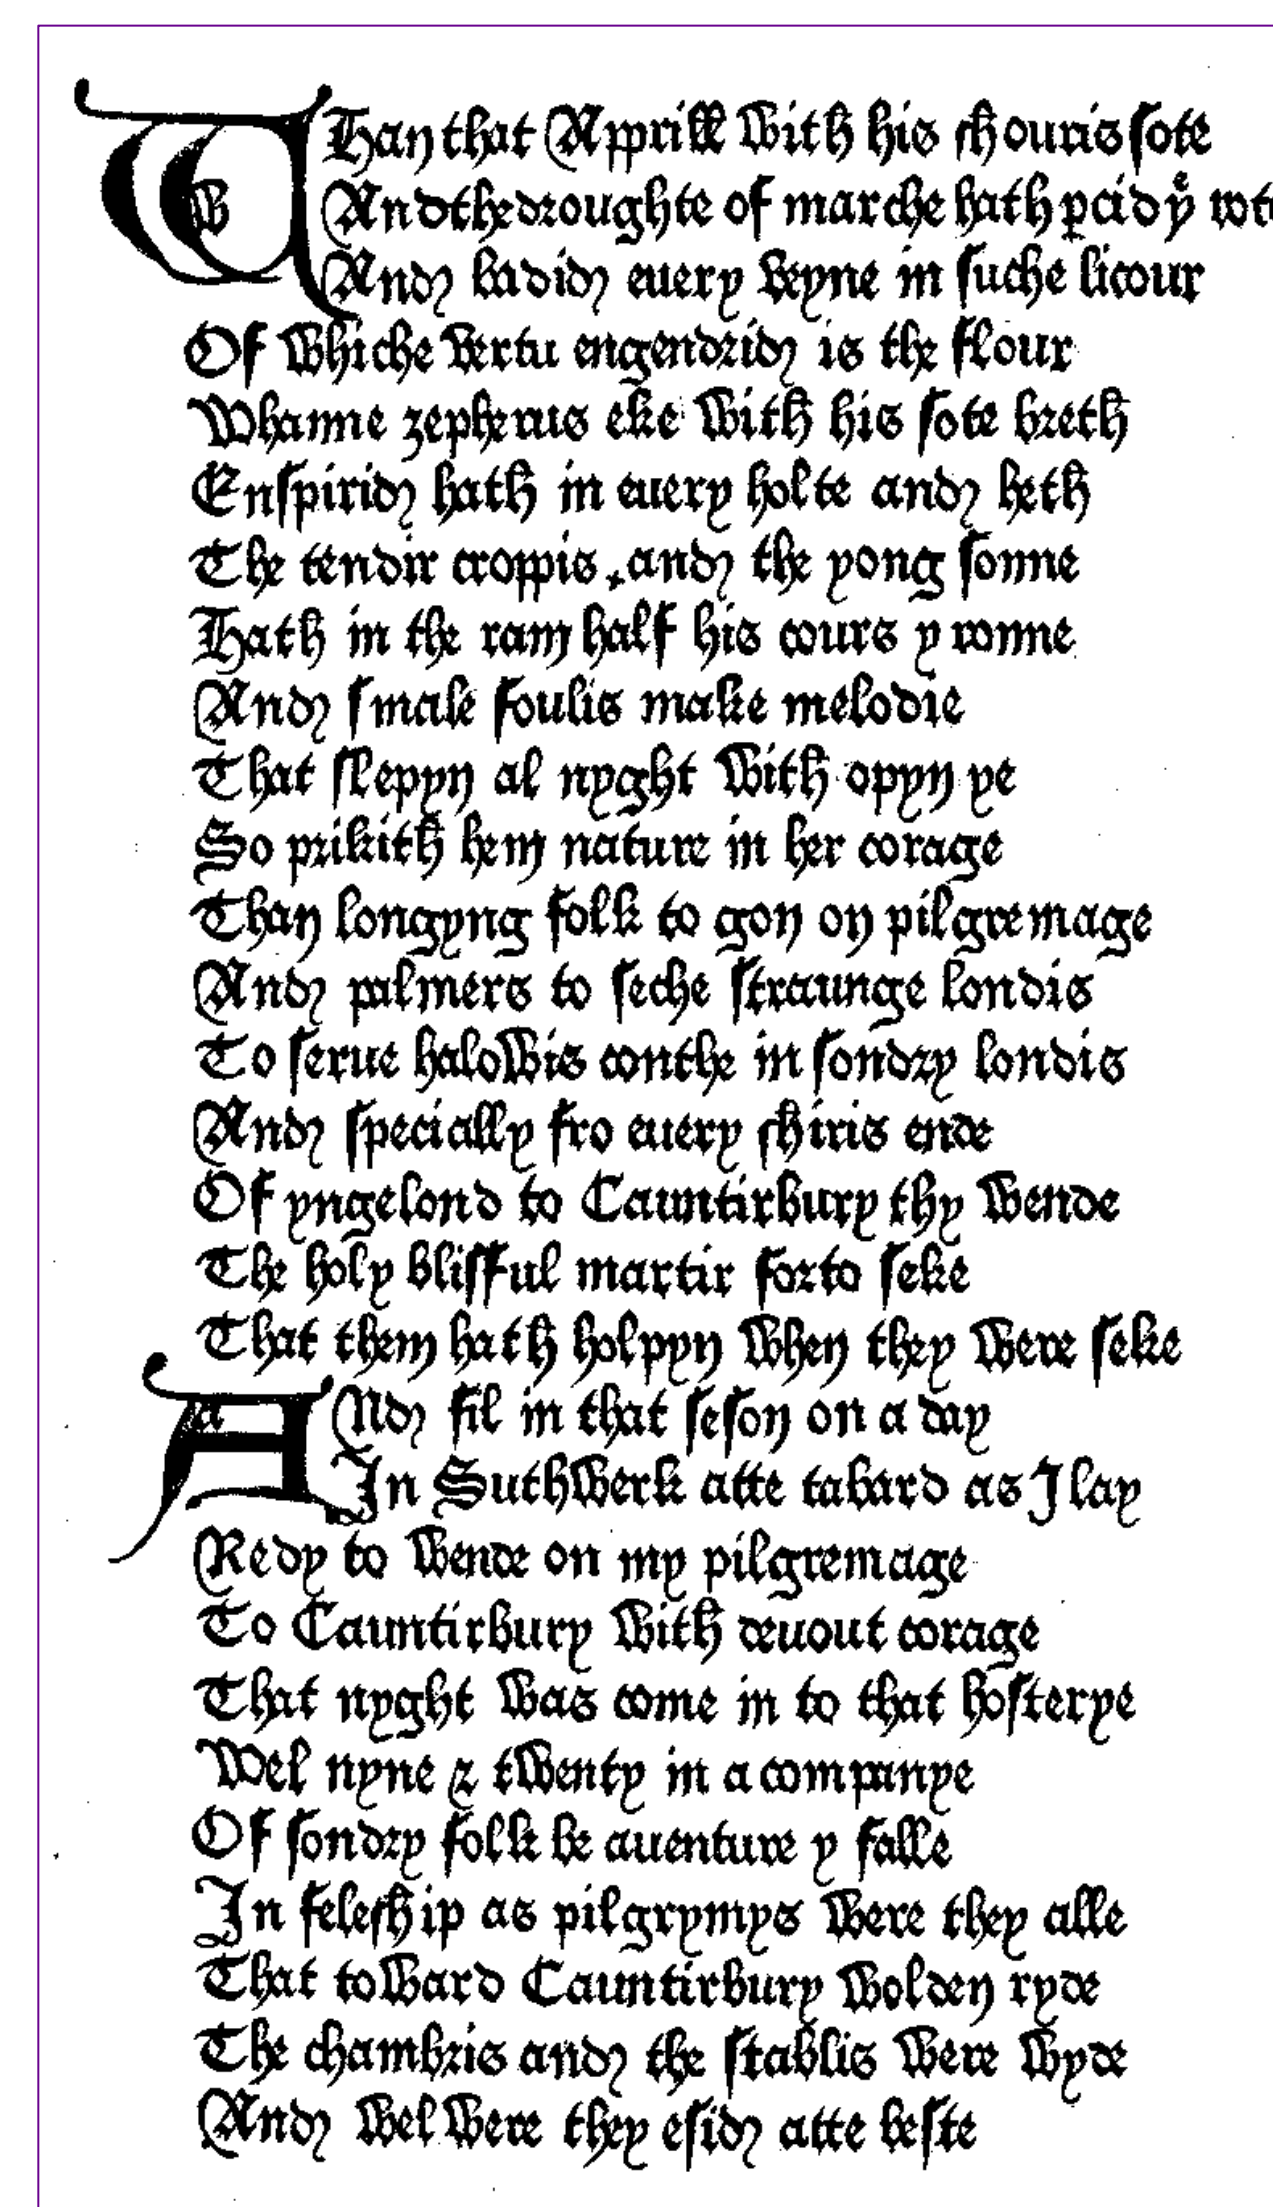 WHan that Apprill with his shouris sote
And the droughte of marche hath ꝑcid yͤ rote
And badid euery veyne in suche licour
Of whiche vertu engendrid is the flour
Whanne zepherus eke with his sote breth
Enspirid hath in euery holte and heth
The tendir croppis, and the yong sonne
Hath in the ram half his cours y ronne
And smale foulis make melodie
That slepyn al nyght with opyn ye
So prikith hem nature in her corage
Than longyng folk to gon on pilgremage
And palmers to seche straunge londis
To serue halowis couthe in sondry londis
And specially fro euery shiris ende
Of yngelond to Cauntirbury thy wende
The holy blisful martir forto seke
That them hath holpyn when they were seke
ANd fil in that seson on a day
In Suthwerk atte tabard as I lay
Redy to wende on my pilgremage
To Cauntirbury with deuout corage
That nyght was come in to that hosterye
Wel nyne & twenty in a companye
Of sondry folk be auenture y falle
In feleship as pilgrymys were they alle
That toward Cauntirbury wolden ryde
The chambris and the stablis were wyde
And wel were they esid atte beste